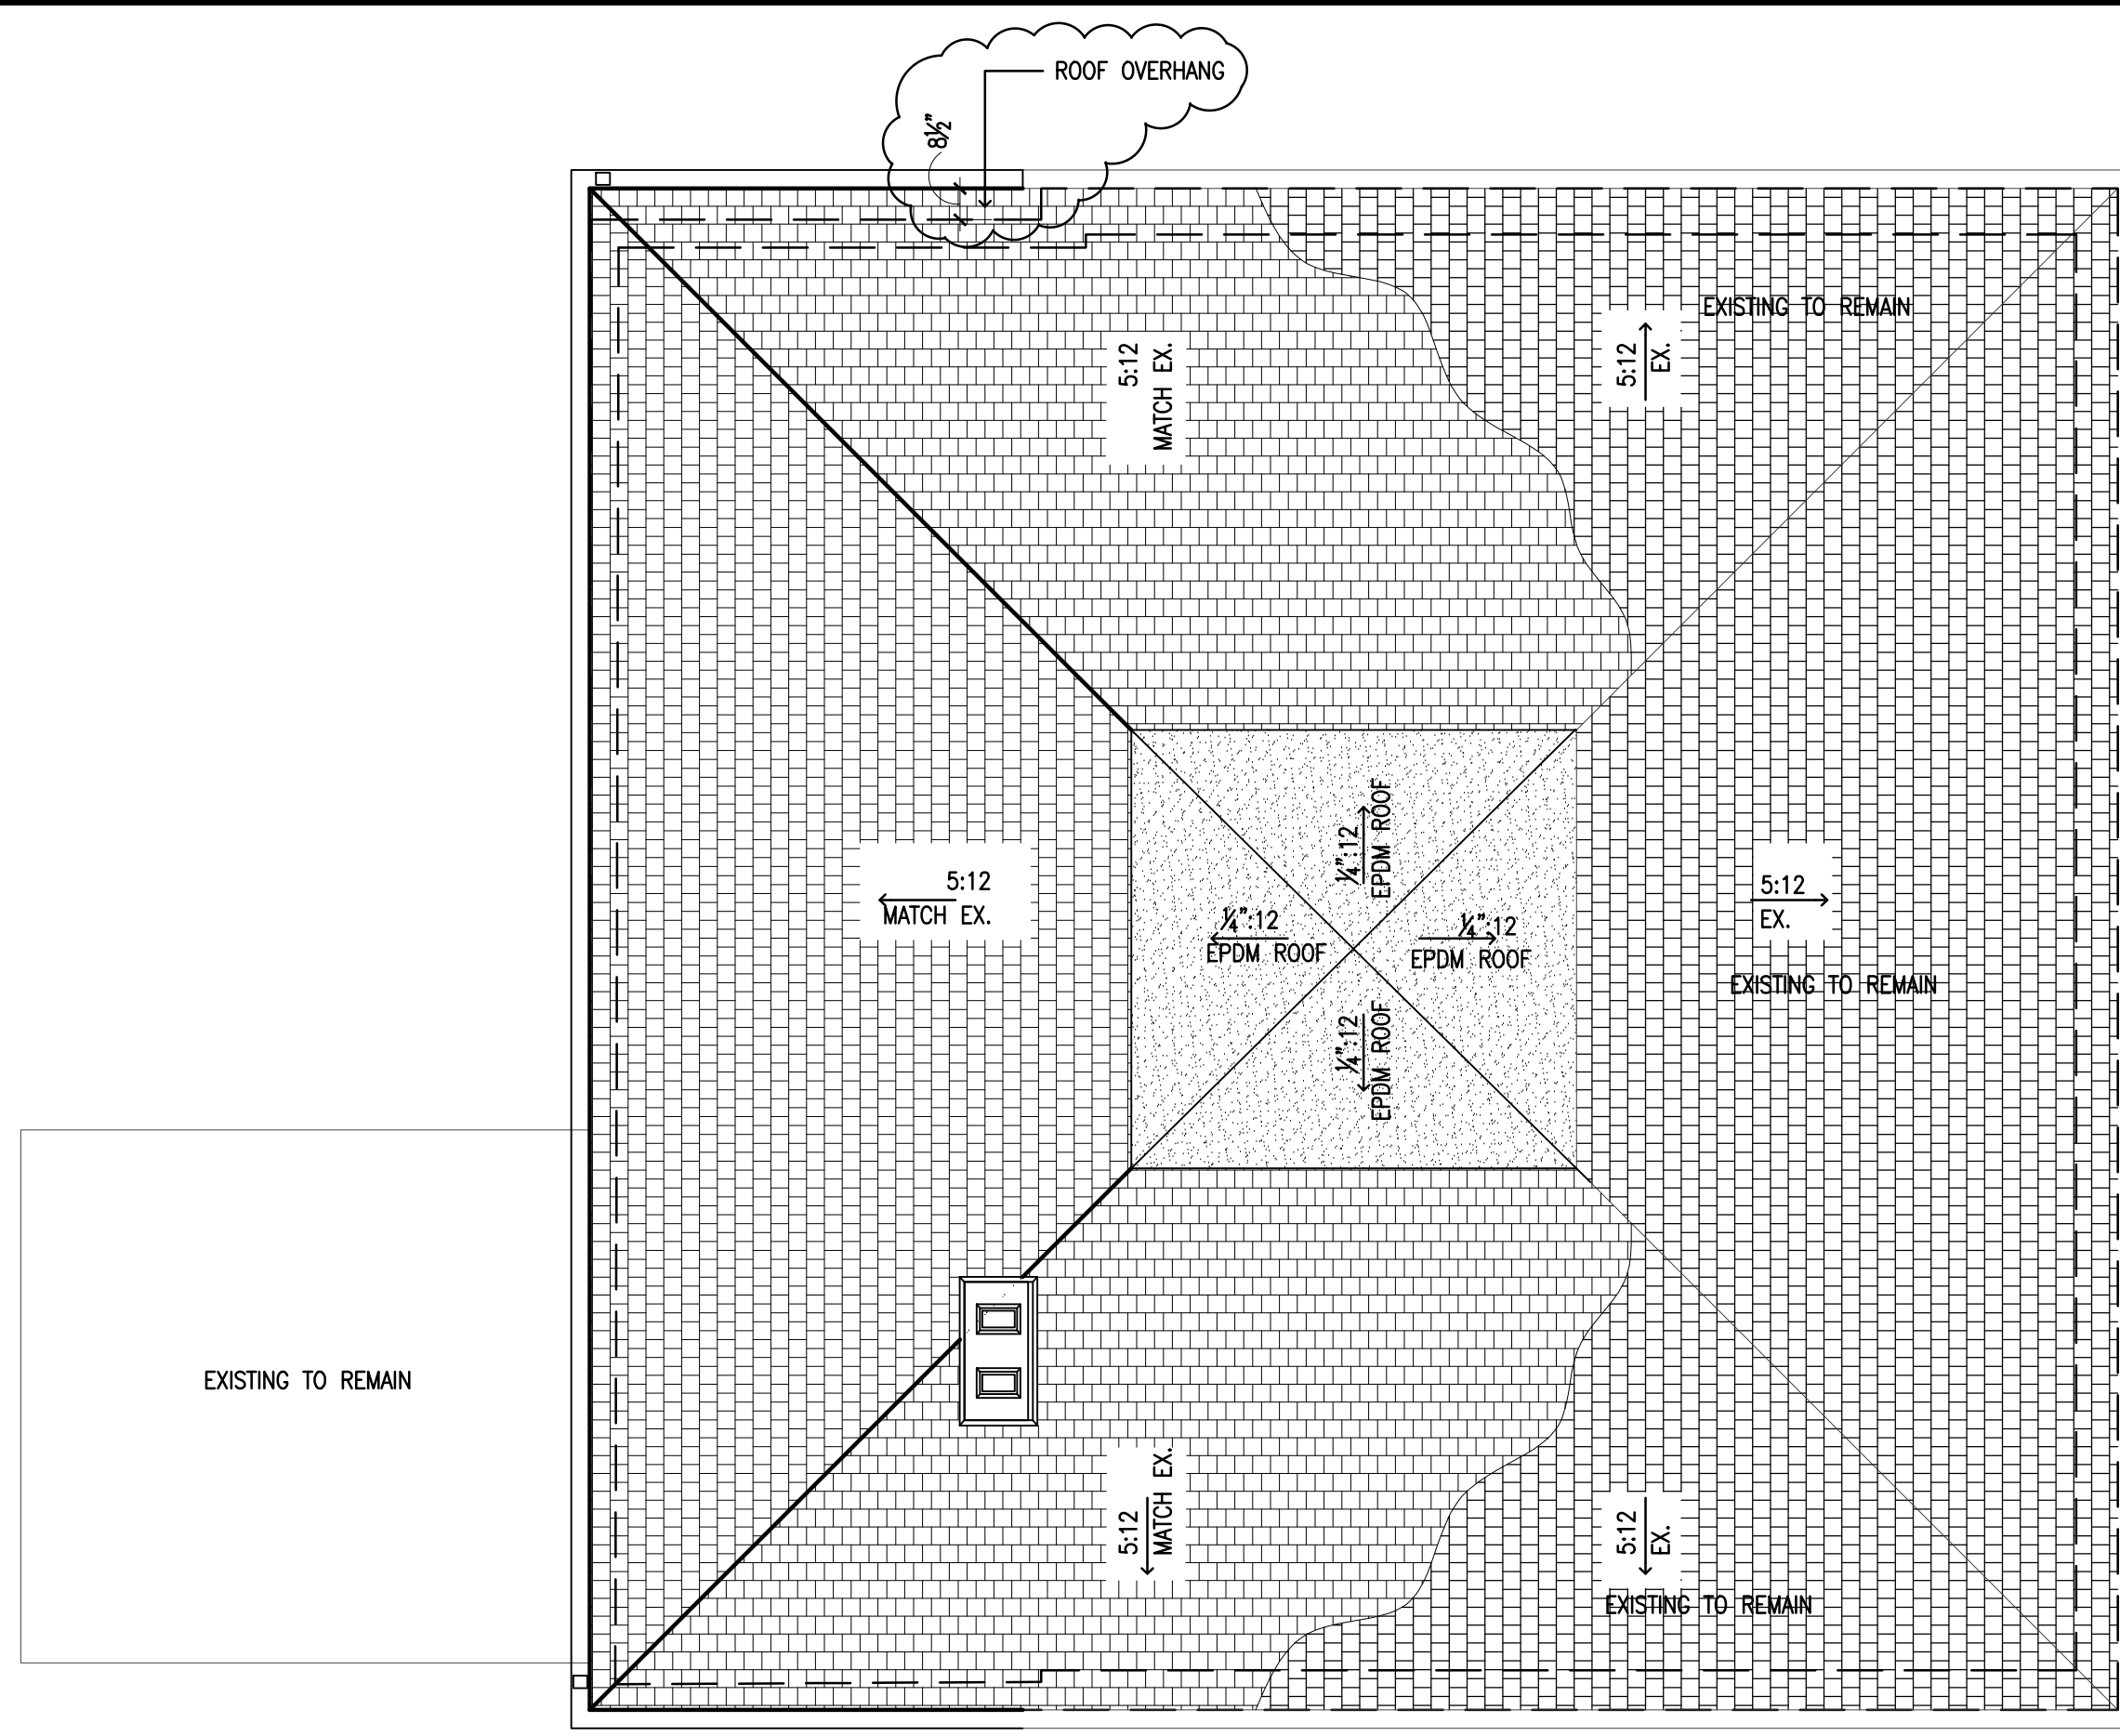 ROOF OVERHANG
8½"
EXISTING TO REMAIN
5:12
MATCH EX.
5:12
EX.
¼":12
EPDM ROOF
5:12
MATCH EX.
5:12
EX.
¼":12
EPDM ROOF
¼":12
EPDM ROOF
EXISTING TO REMAIN
¼":12
EPDM ROOF
EXISTING TO REMAIN
5:12
MATCH EX.
5:12
EX.
EXISTING TO REMAIN